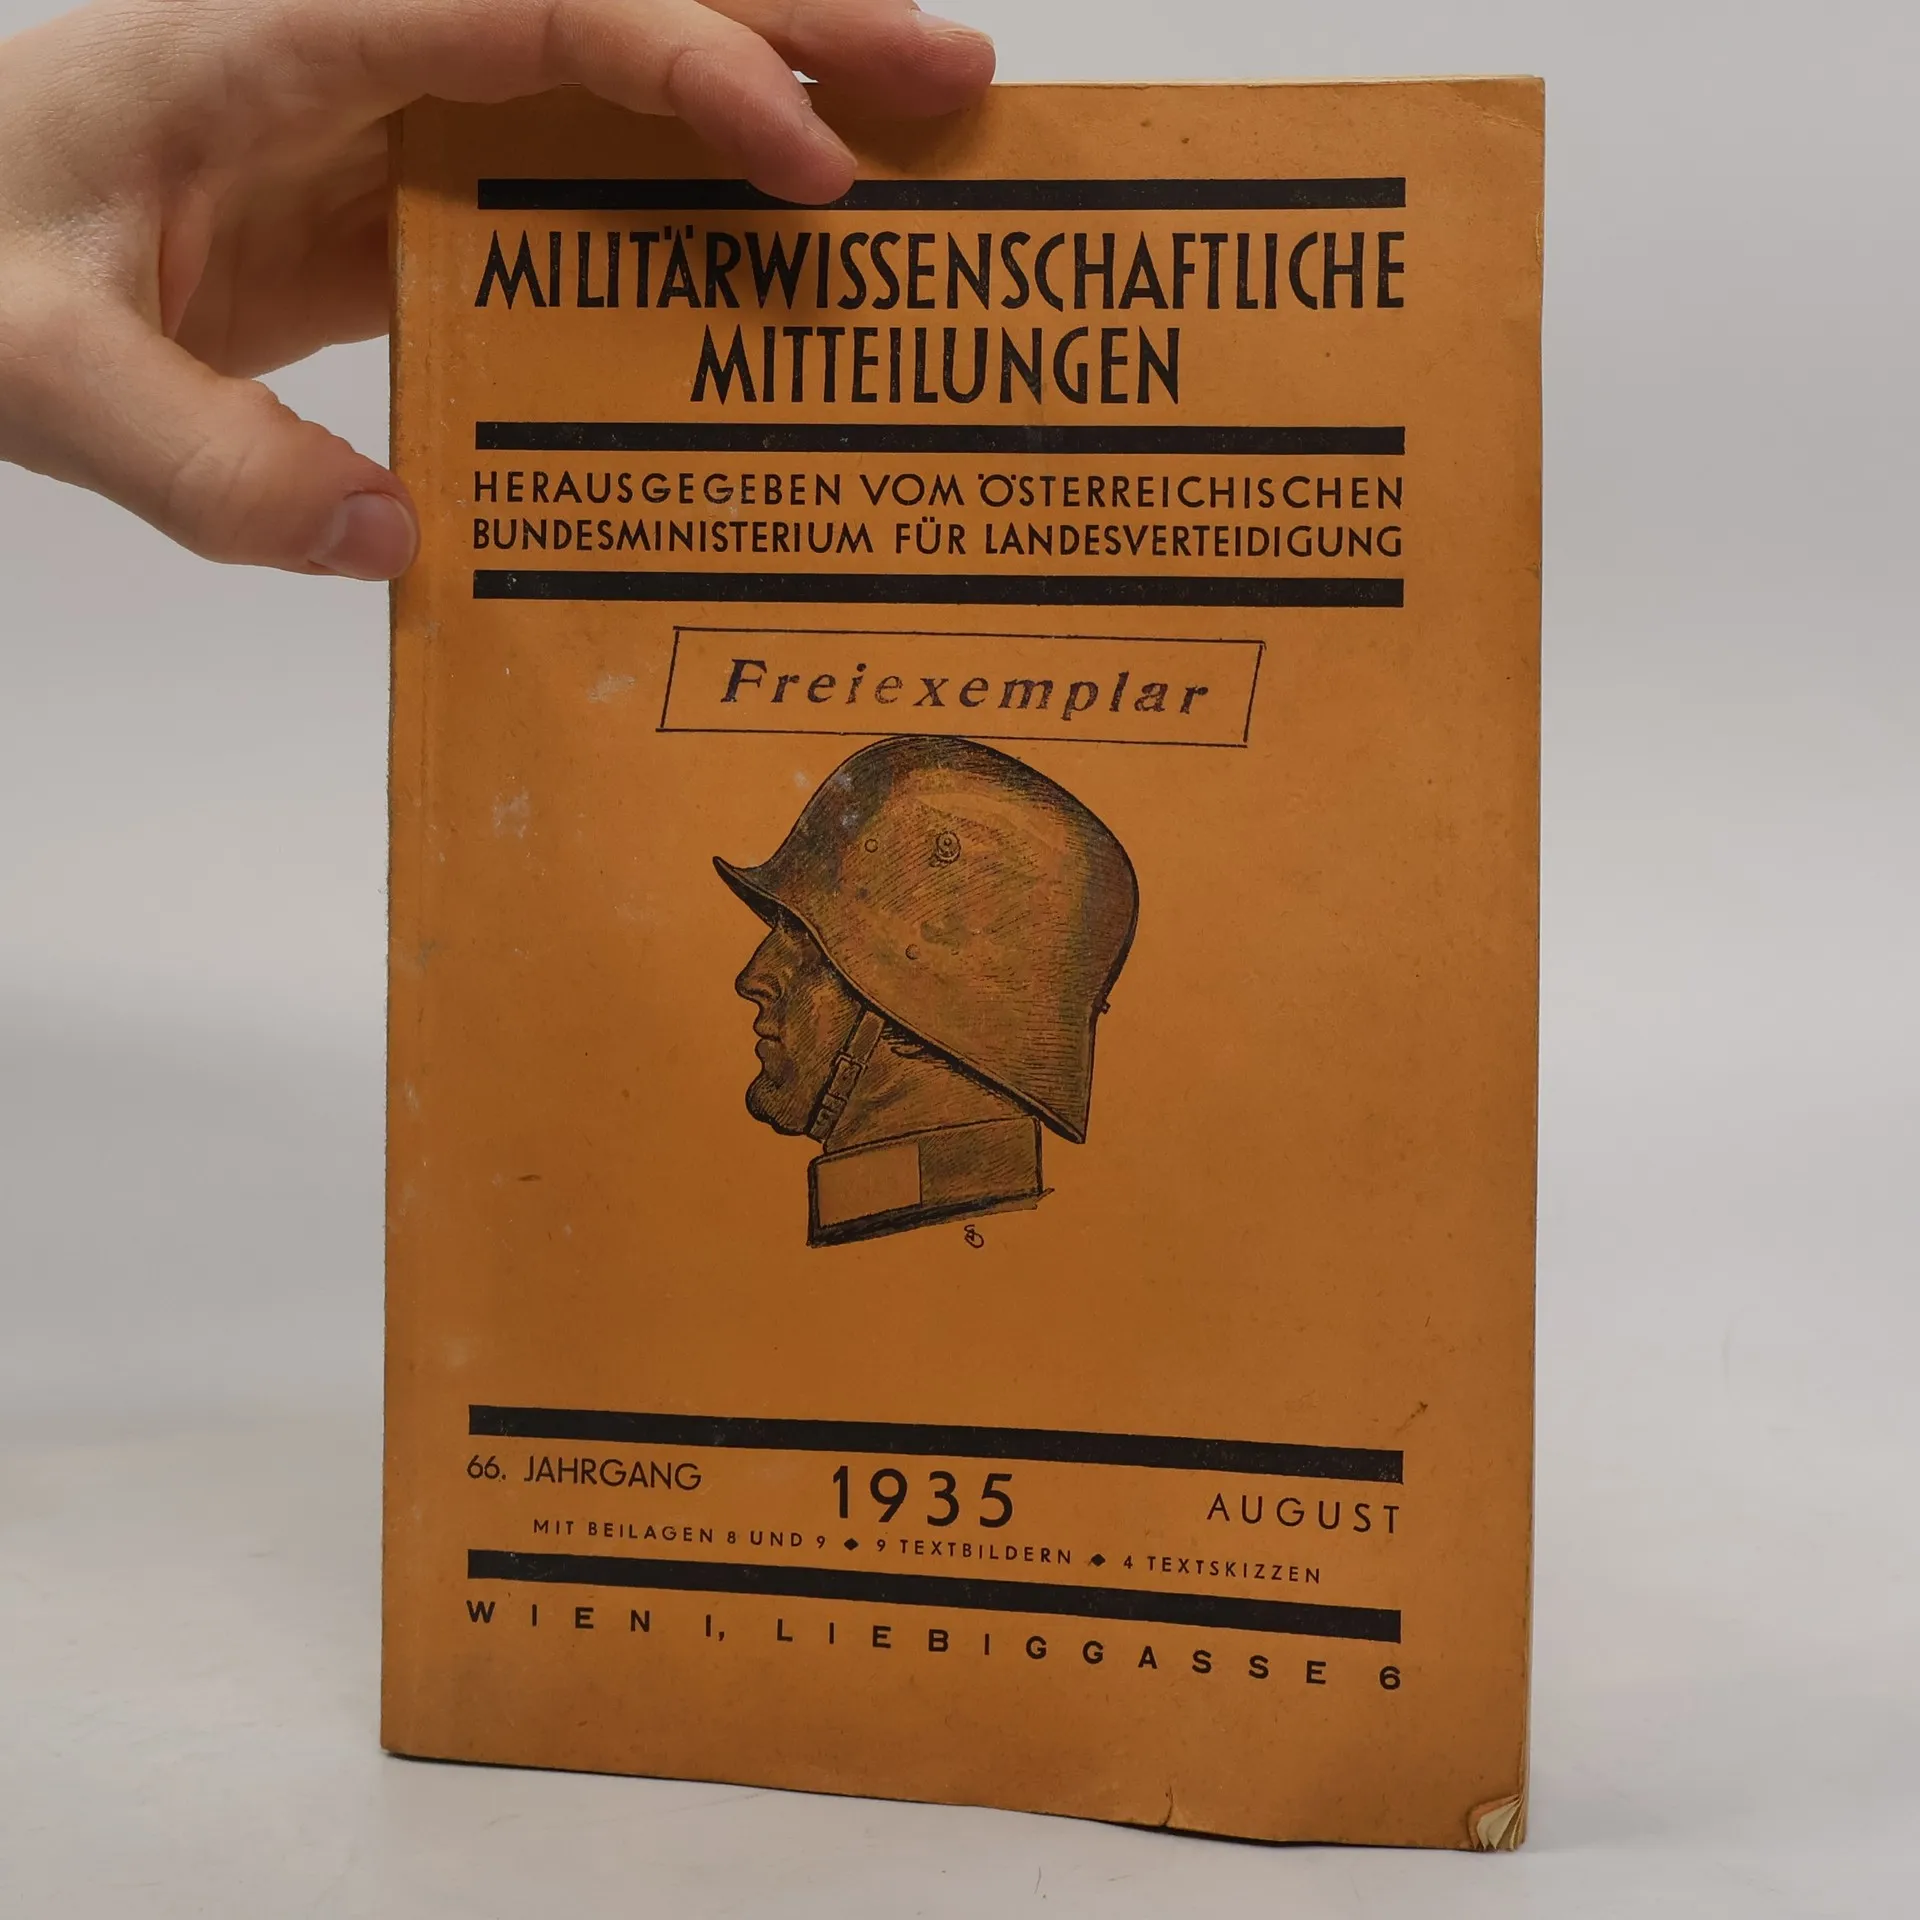 MILITÄRWISSENSCHAFTLICHE
MITTEILUNGEN
HERAUSGEGEBEN VOM ÖSTERREICHISCHEN
BUNDESMINISTERIUM FÜR LANDESVERTEIDIGUNG
Freiexemplar
66. JAHRGANG 1935 AUGUST
MIT BEILAGEN 8 UND 9 ◆ 9 TEXTBILDERN ◆ 4 TEXTSKIZZEN
WIEN I, LIEBIGGASSE 6